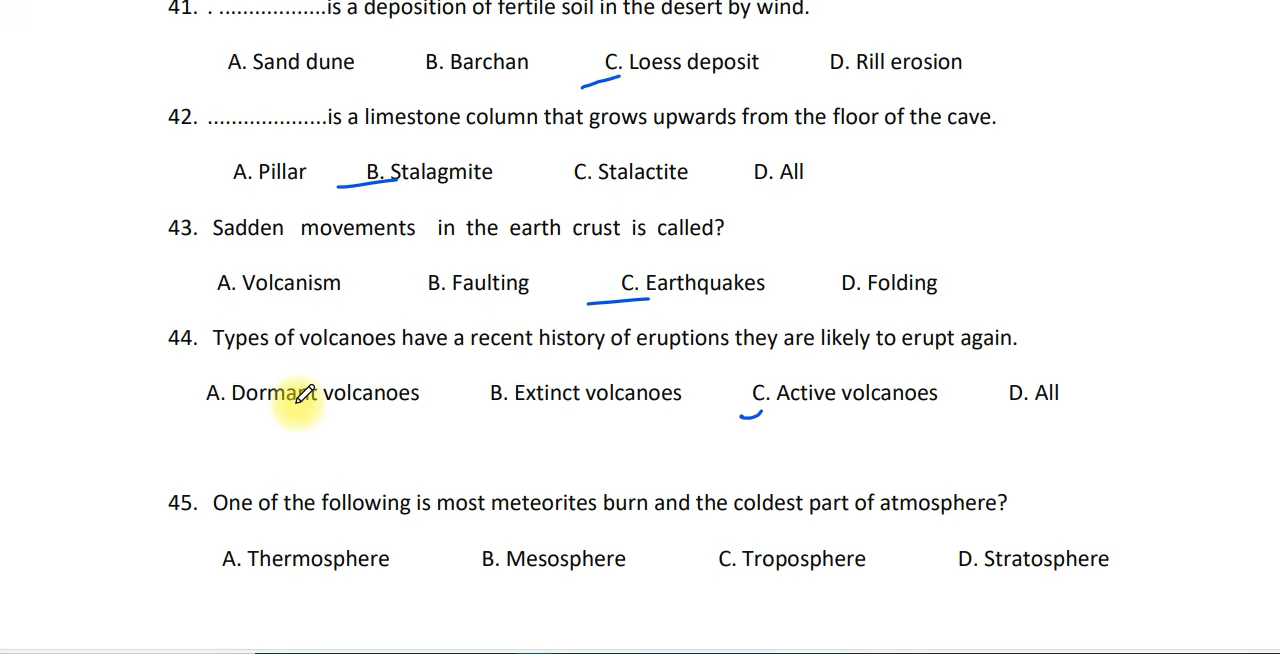 41. . ..................is a deposition of fertile soil in the desert by wind.
A. Sand dune B. Barchan C. Loess deposit D. Rill erosion
42. ....................is a limestone column that grows upwards from the floor of the cave.
A. Pillar B. Stalagmite C. Stalactite D. All
43. Sadden movements in the earth crust is called?
A. Volcanism B. Faulting C. Earthquakes D. Folding
44. Types of volcanoes have a recent history of eruptions they are likely to erupt again.
A. Dormant volcanoes B. Extinct volcanoes C. Active volcanoes D. All
45. One of the following is most meteorites burn and the coldest part of atmosphere?
A. Thermosphere B. Mesosphere C. Troposphere D. Stratosphere